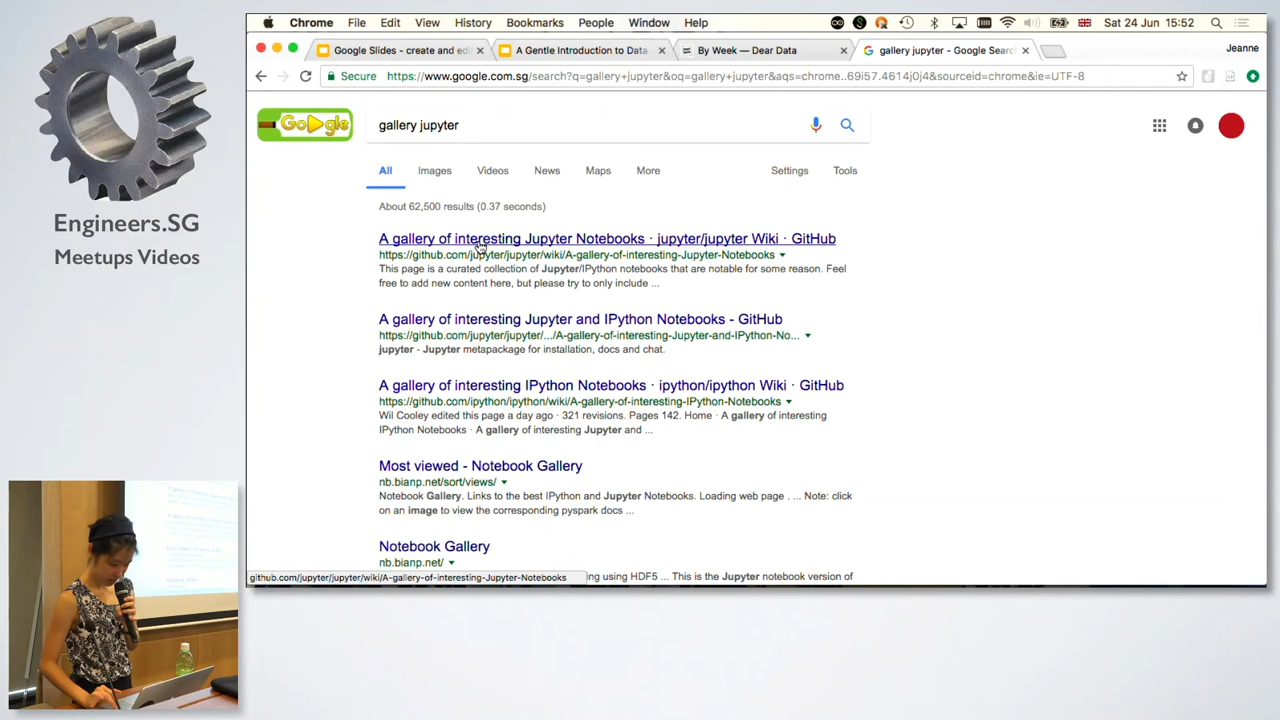 Chrome File Edit View History Bookmarks People Window Help Sat 24 Jun 15:52
Google Slides - create and edi
A Gentle Introduction to Data
By Week — Dear Data
gallery jupyter - Google Searc
Jeanne
Secure
https://www.google.com.sg/search?q=gallery+jupyter&oq=gallery+jupyter&aqs=chrome..69i57.4614j0j4&sourceid=chrome&ie=UTF-8
Google
gallery jupyter
All Images Videos News Maps More Settings Tools
About 62,500 results (0.37 seconds)
A gallery of interesting Jupyter Notebooks · jupyter/jupyter Wiki · GitHub
https://github.com/jupyter/jupyter/wiki/A-gallery-of-interesting-Jupyter-Notebooks
This page is a curated collection of Jupyter/IPython notebooks that are notable for some reason. Feel
free to add new content here, but please try to only include ...
A gallery of interesting Jupyter and IPython Notebooks - GitHub
https://github.com/jupyter/jupyter/.../A-gallery-of-interesting-Jupyter-and-IPython-No...
jupyter - Jupyter metapackage for installation, docs and chat.
A gallery of interesting IPython Notebooks · ipython/ipython Wiki · GitHub
https://github.com/ipython/ipython/wiki/A-gallery-of-interesting-IPython-Notebooks
Wil Cooley edited this page a day ago · 321 revisions. Pages 142. Home · A gallery of interesting
IPython Notebooks · A gallery of interesting Jupyter and ...
Most viewed - Notebook Gallery
nb.bianp.net/sort/views/
Notebook Gallery. Links to the best IPython and Jupyter Notebooks. Loading web page . ... Note: click
on an image to view the corresponding pyspark docs ...
Notebook Gallery
nb.bianp.net/
ing using HDF5 ... This is the Jupyter notebook version of
github.com/jupyter/jupyter/wiki/A-gallery-of-interesting-Jupyter-Notebooks
Engineers.SG
Meetups Videos